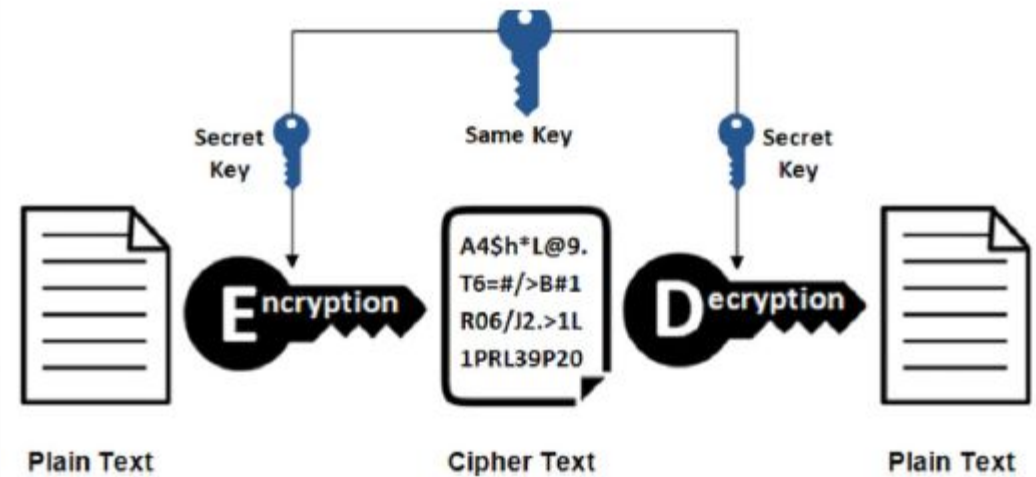 Same Key
Secret
Key
Secret
Key
Encryption
A4$h*L@9.
T6=#/>B#1
R06/J2.>1L
1PRL39P20
Decryption
Plain Text
Cipher Text
Plain Text